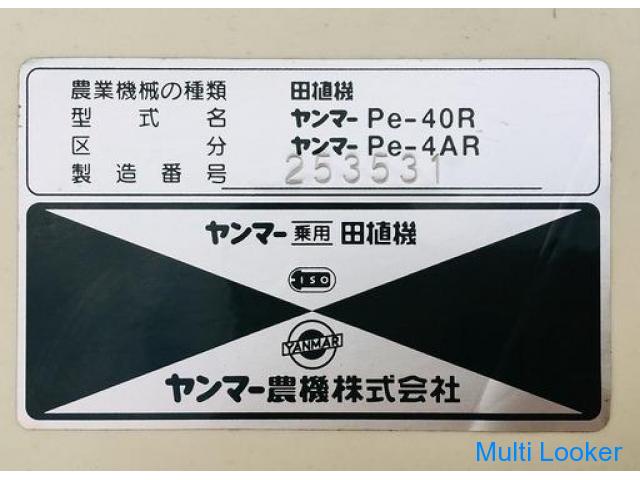 農業機械の種類 田植機
型式名 ヤンマー Pe-40R
区分 ヤンマー Pe-4AR
製造番号 253531
ヤンマー 乗用 田植機
ISO
YANMAR
ヤンマー農機株式会社
Multi Looker